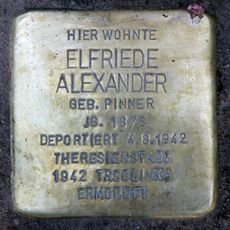 HIER WOHNTE
ELFRIEDE
ALEXANDER
GEB. PINNER
JG. 1875
DEPORTIERT 4.8.1942
THERESIENSTADT
1942 TREBLINKA
ERMORDET